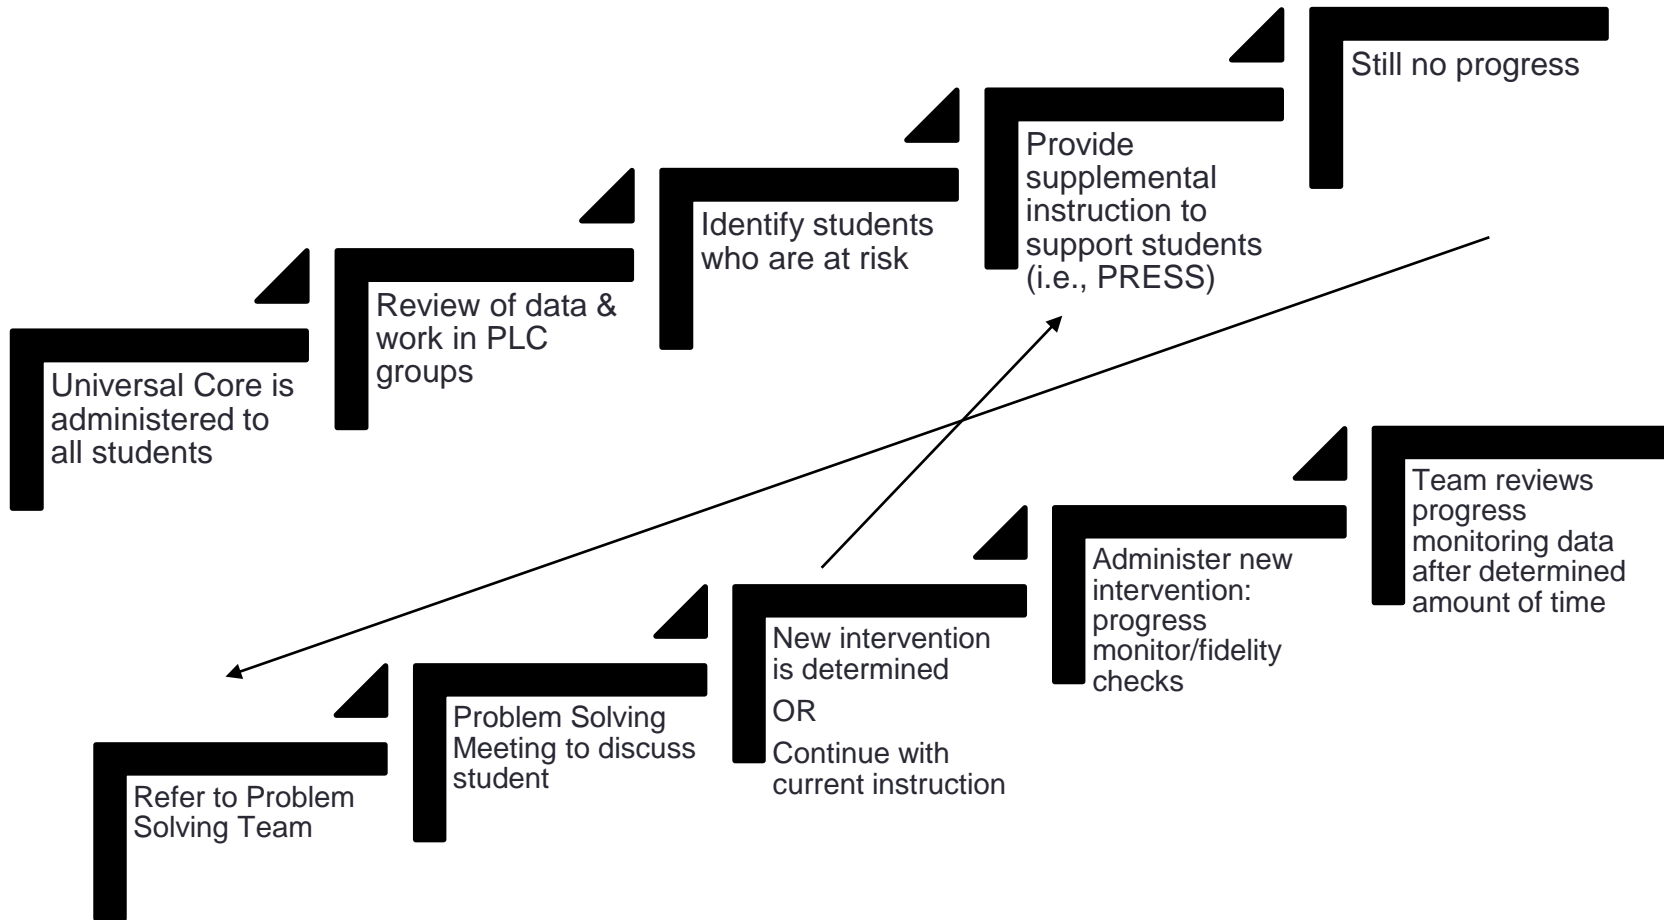 Universal Core is
administered to
all students
Review of data &
work in PLC
groups
Identify students
who are at risk
Provide
supplemental
instruction to
support students
(i.e., PRESS)
Still no progress
Refer to Problem
Solving Team
Problem Solving
Meeting to discuss
student
New intervention
is determined
OR
Continue with
current instruction
Administer new
intervention:
progress
monitor/fidelity
checks
Team reviews
progress
monitoring data
after determined
amount of time